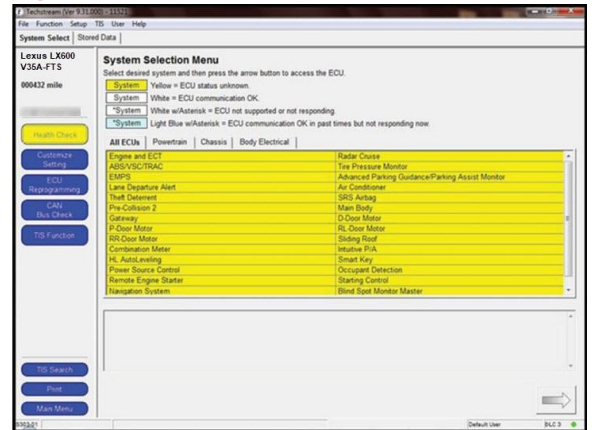 Techstream (Ver 9.31.000) - 11521
File Function Setup TIS User Help
System Select Stored Data
Lexus LX600
V35A-FTS
000432 mile
Health Check
Customize
Setting
ECU
Reprogramming
CAN
Bus Check
TIS Function
TIS Search
Print
Main Menu
System Selection Menu
Select desired system and then press the arrow button to access the ECU.
System Yellow = ECU status unknown.
System White = ECU communication OK.
*System White w/Asterisk = ECU not supported or not responding.
*System Light Blue w/Asterisk = ECU communication OK in past times but not responding now.
All ECUs Powertrain Chassis Body Electrical
Engine and ECT Radar Cruise
ABS/VSC/TRAC Tire Pressure Monitor
EMPS Advanced Parking Guidance/Parking Assist Monitor
Lane Departure Alert Air Conditioner
Theft Deterrent SRS Airbag
Pre-Collision 2 Main Body
Gateway D-Door Motor
P-Door Motor RL-Door Motor
RR-Door Motor Sliding Roof
Combination Meter Intuitive P/A
HL AutoLeveling Smart Key
Power Source Control Occupant Detection
Remote Engine Starter Starting Control
Navigation System Blind Spot Monitor Master
S303-01 Default User DLC 3